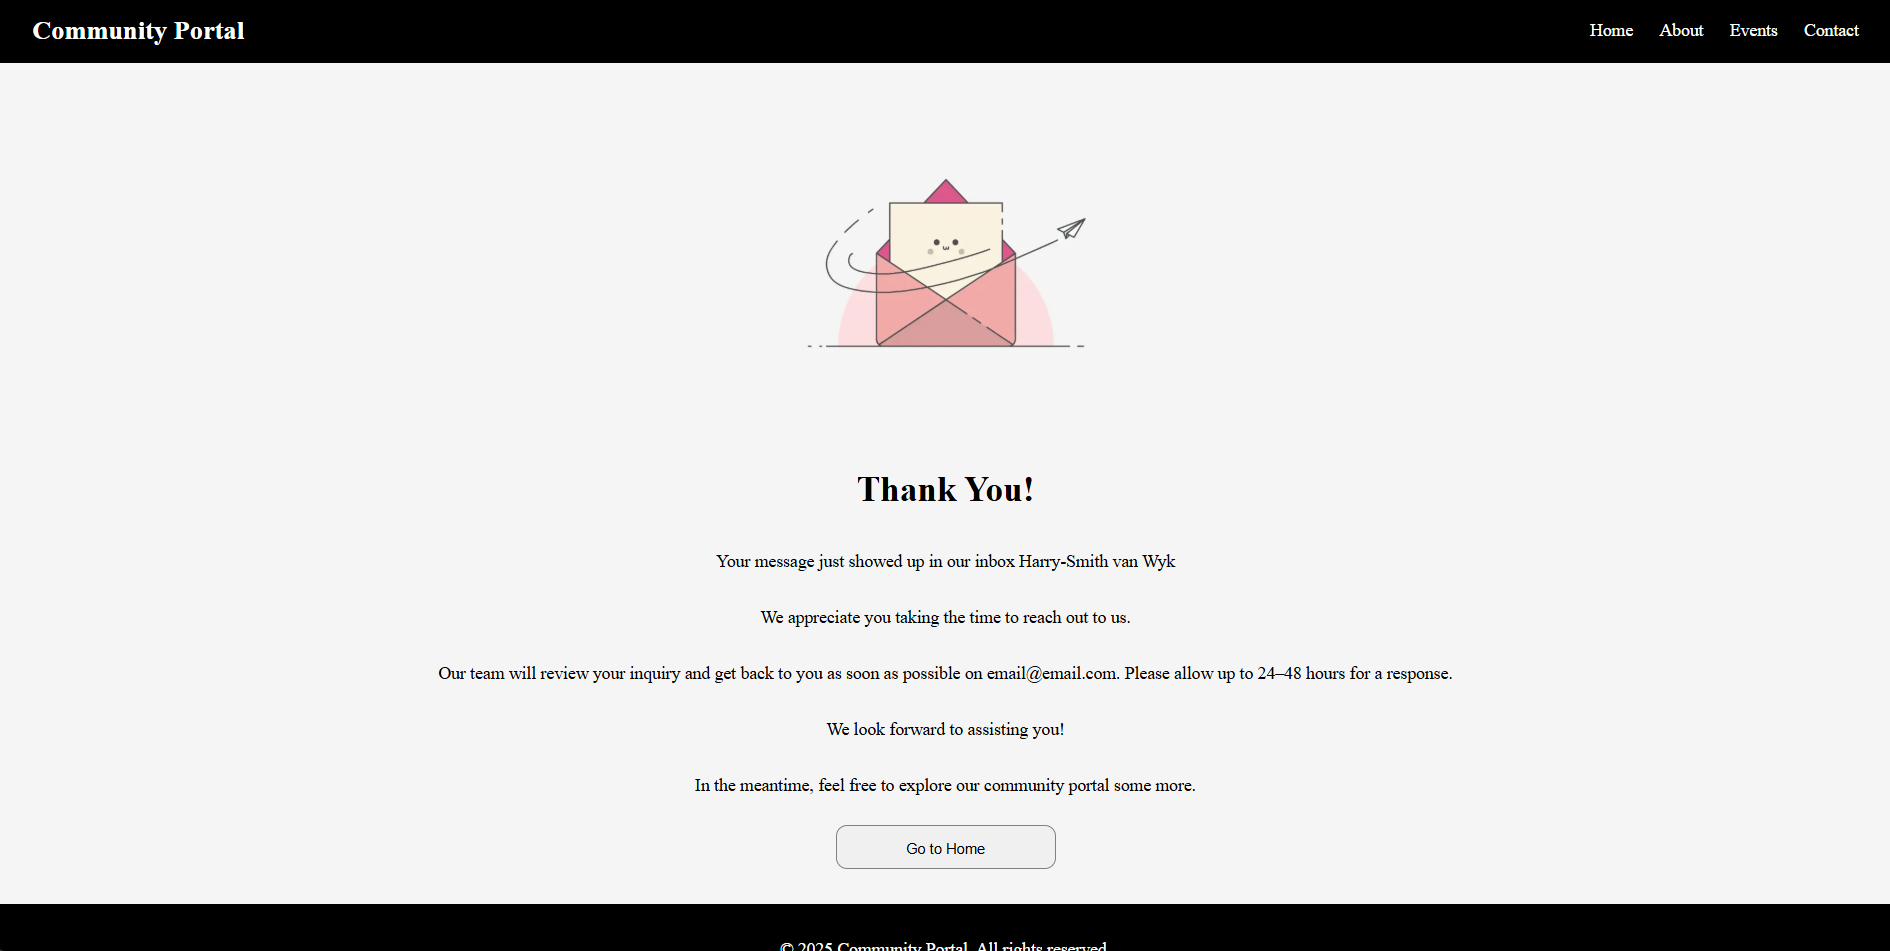 Community Portal
Home About Events Contact
Thank You!
Your message just showed up in our inbox Harry-Smith van Wyk
We appreciate you taking the time to reach out to us.
Our team will review your inquiry and get back to you as soon as possible on email@email.com. Please allow up to 24–48 hours for a response.
We look forward to assisting you!
In the meantime, feel free to explore our community portal some more.
Go to Home
© 2025 Community Portal. All rights reserved.